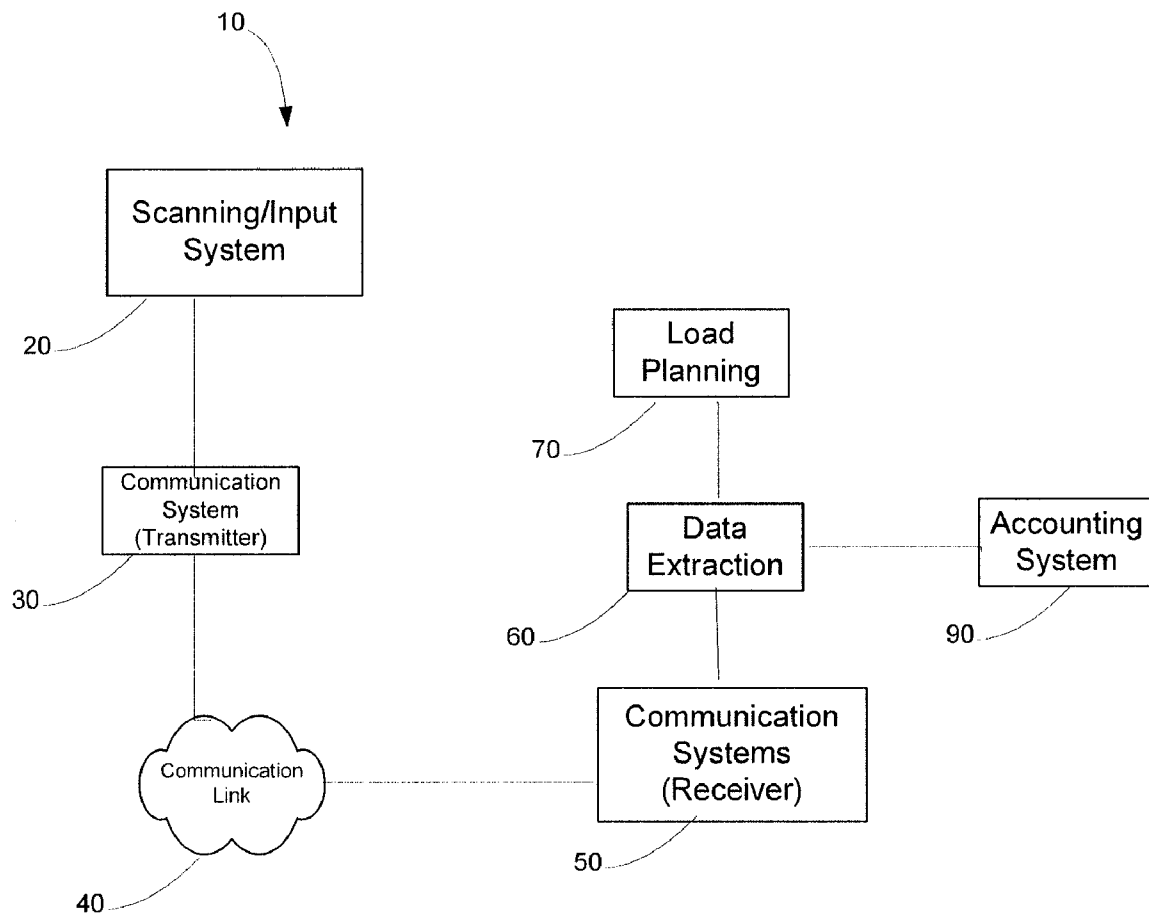 10
Scanning/Input
System
20
Load
Planning
70
Communication
System
(Transmitter)
30
Data
Extraction
60
Accounting
System
90
Communication
Link
40
Communication
Systems
(Receiver)
50